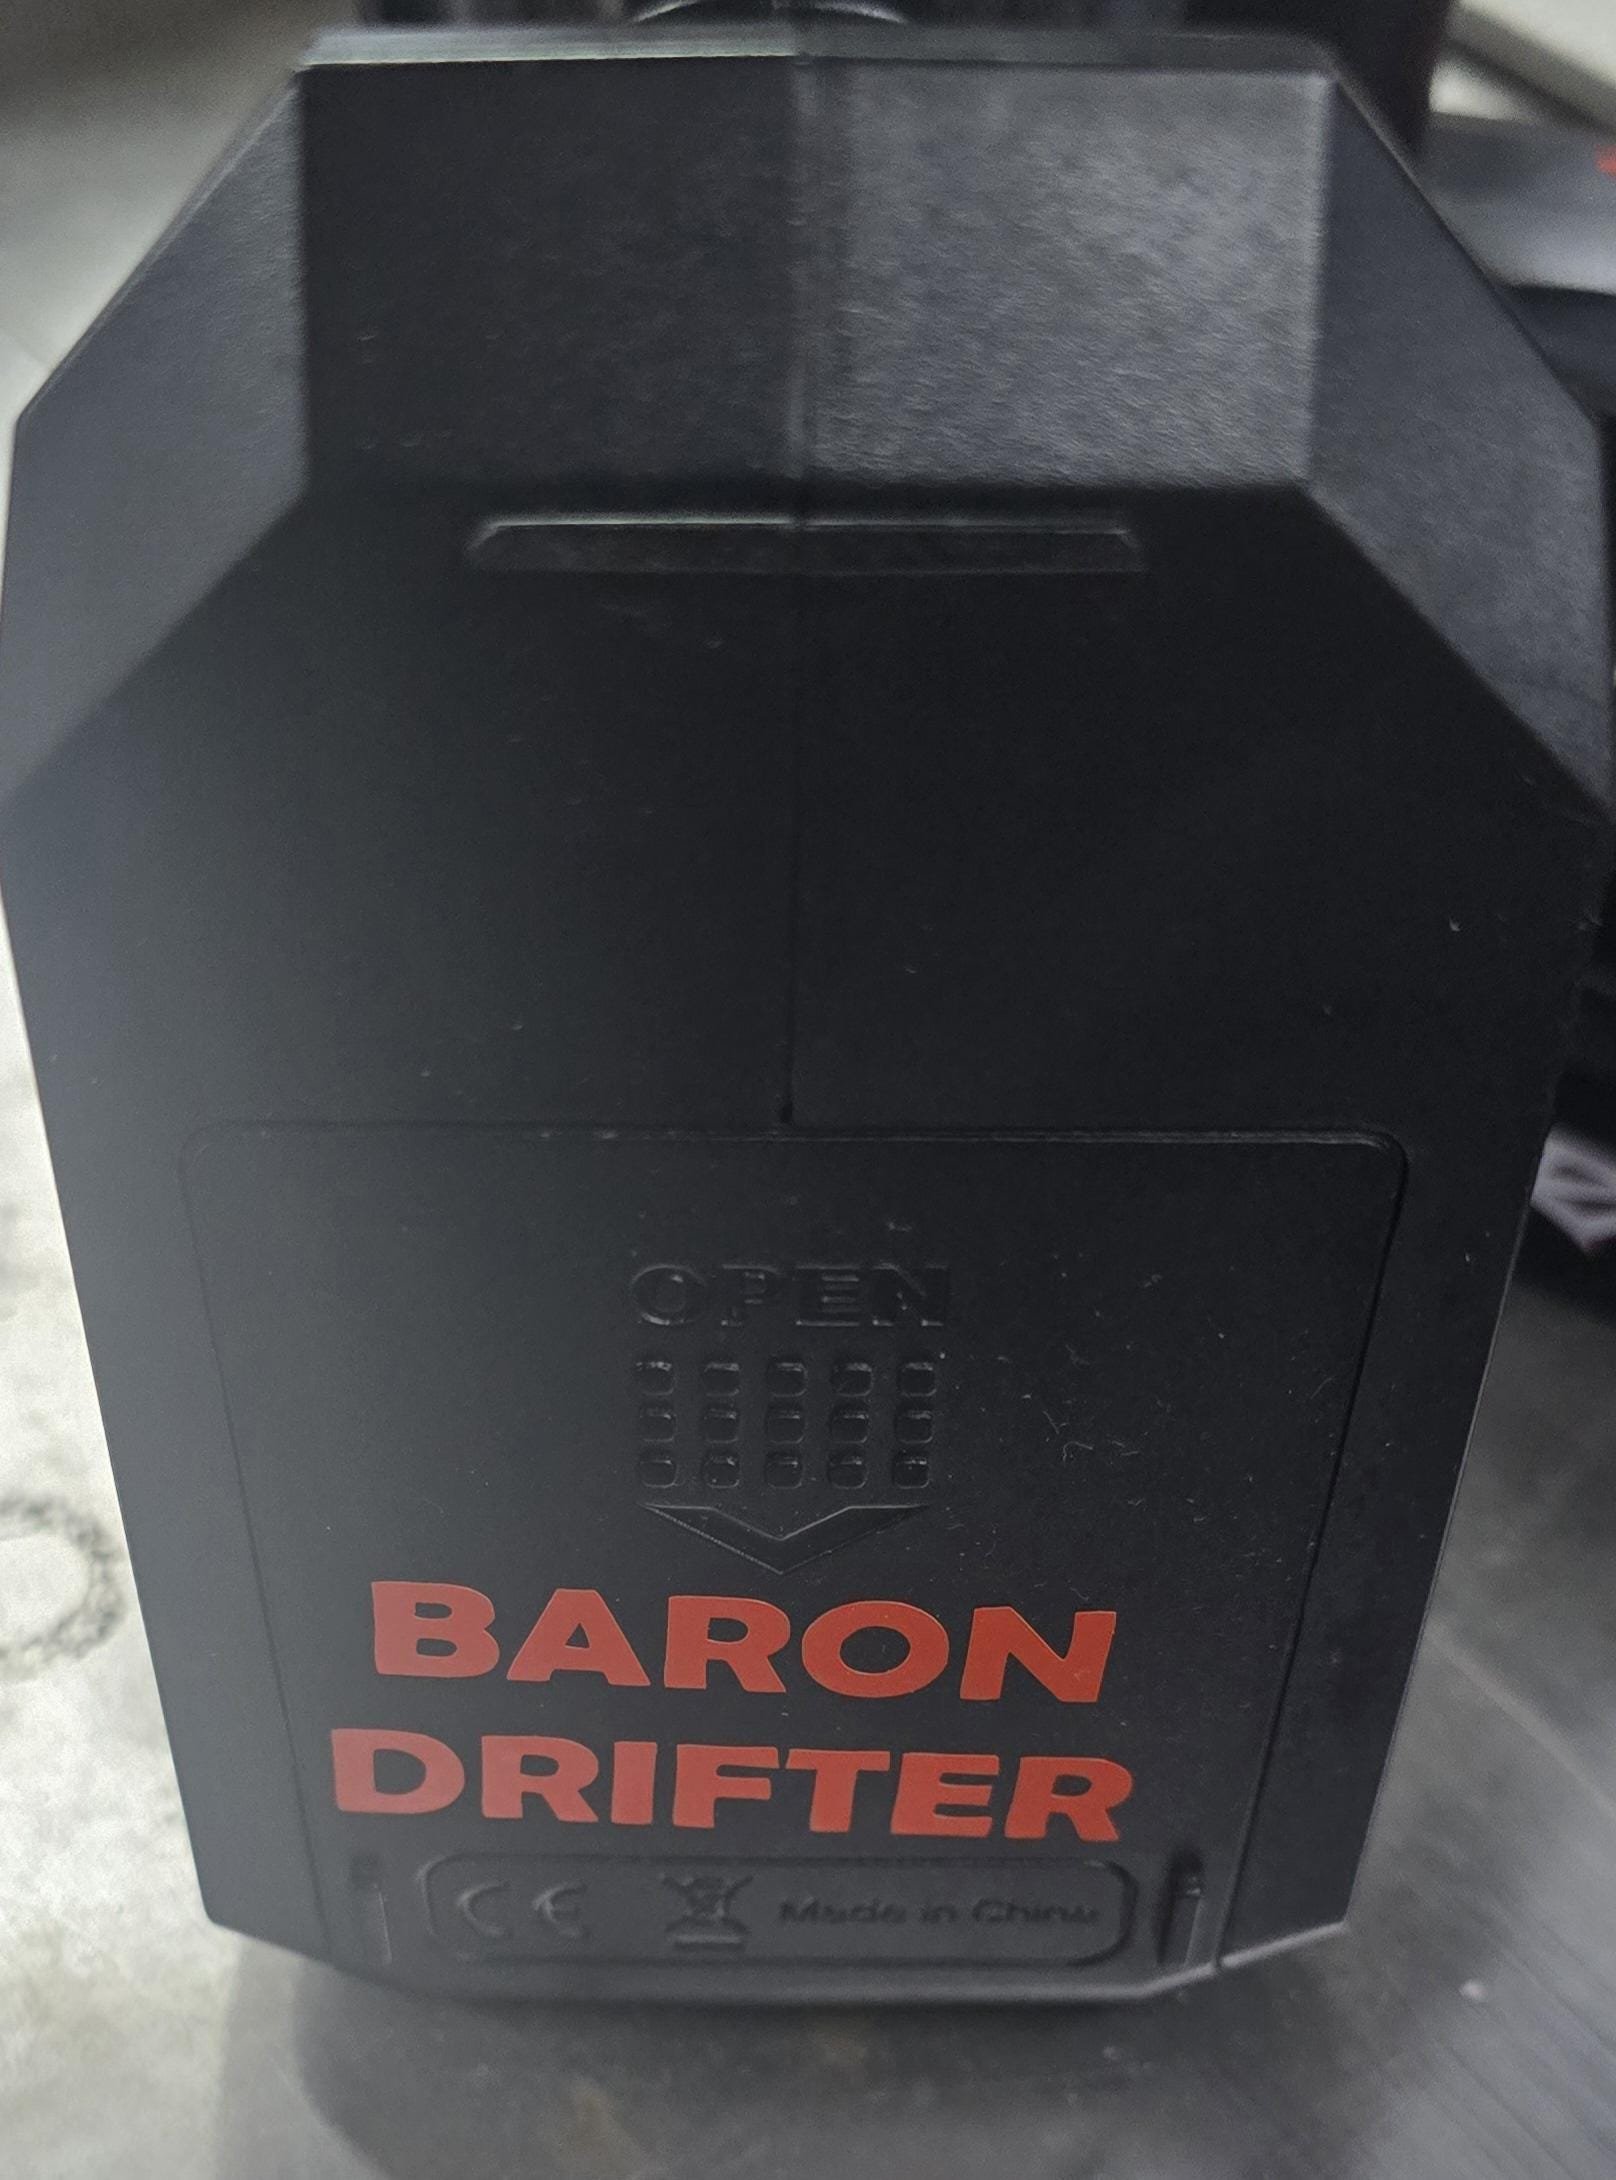 OPEN
BARON
DRIFTER
CE Made in China